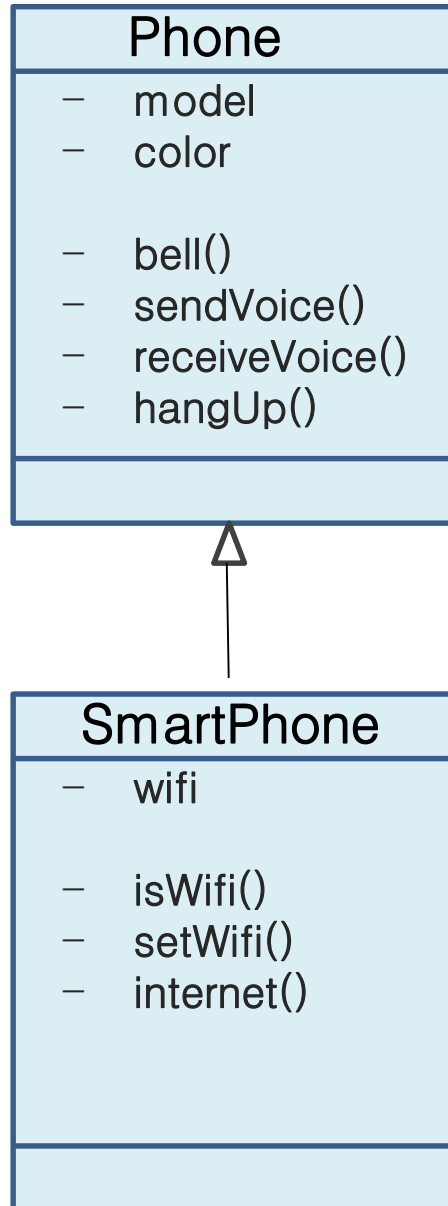 Phone
– model
– color
– bell()
– sendVoice()
– receiveVoice()
– hangUp()
SmartPhone
– wifi
– isWifi()
– setWifi()
– internet()